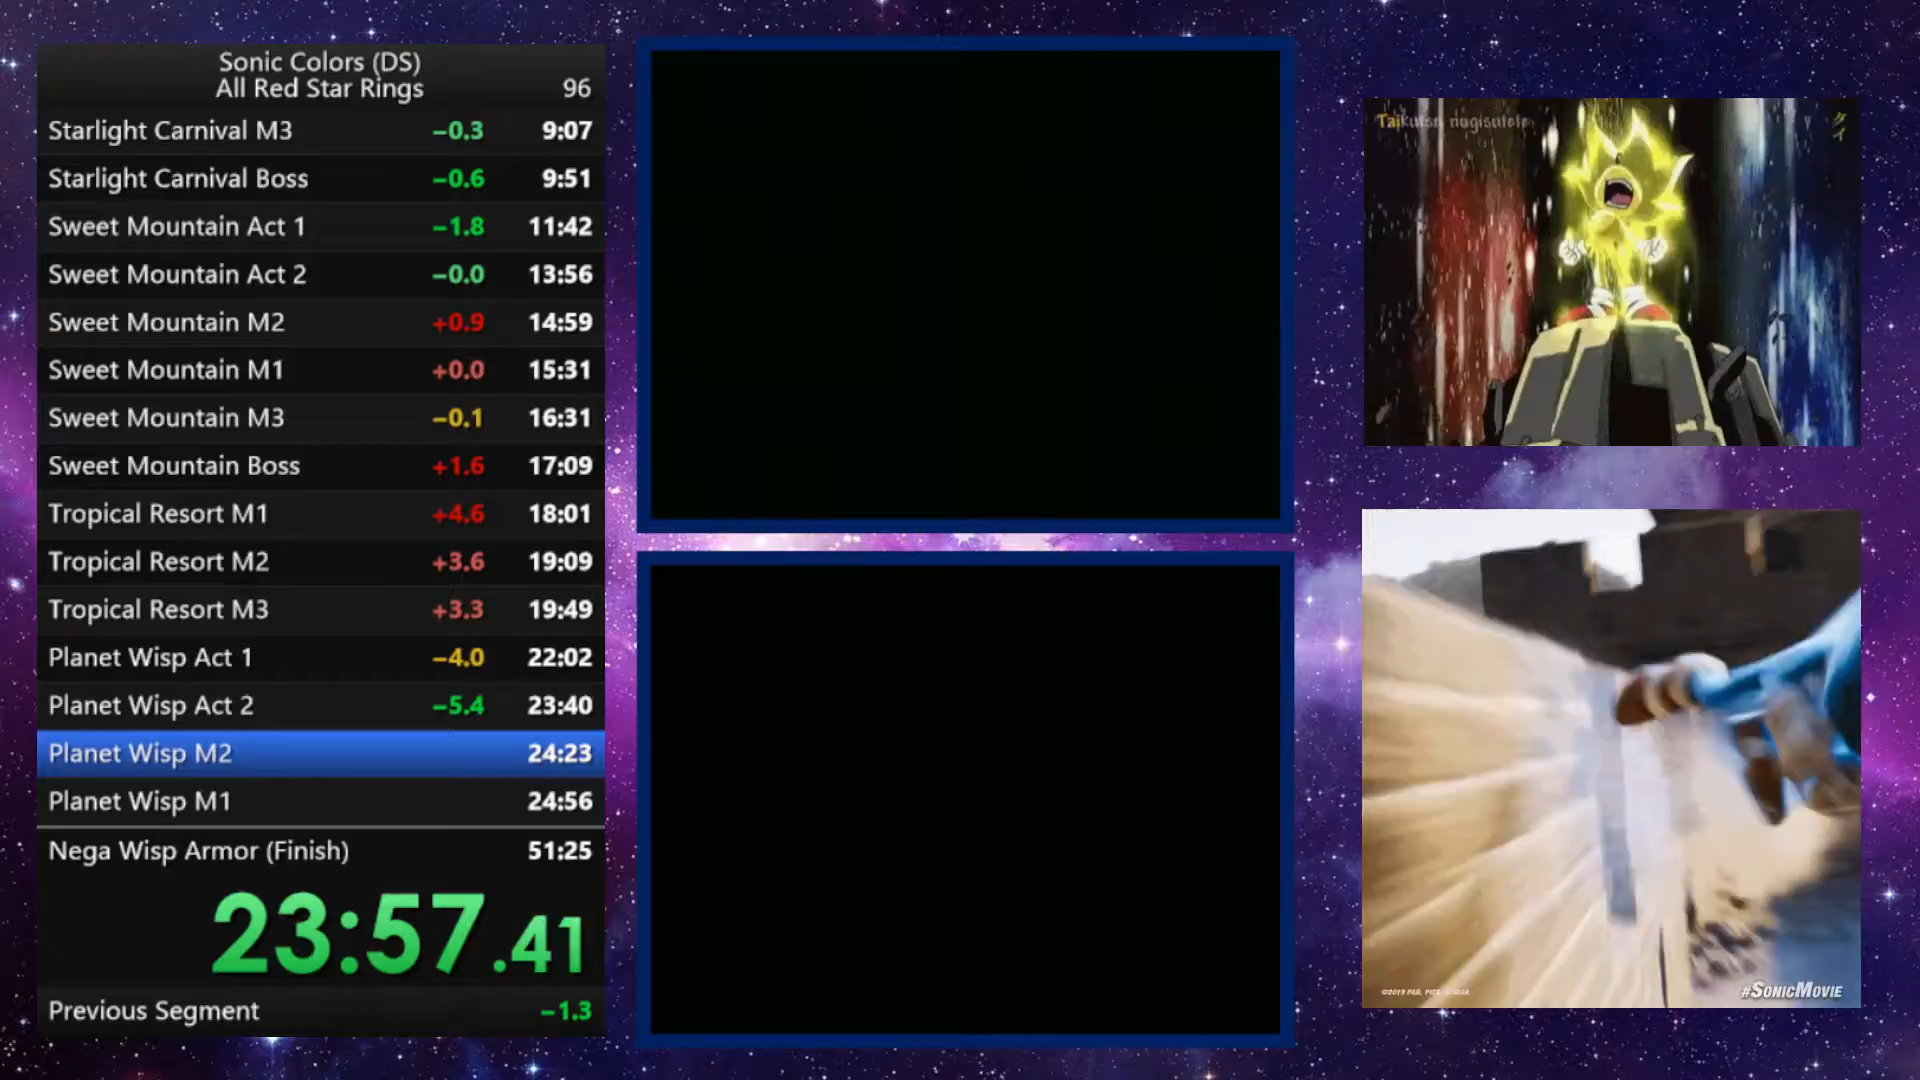 Sonic Colors (DS)
All Red Star Rings 96
Starlight Carnival M3 −0.3 9:07
Starlight Carnival Boss −0.6 9:51
Sweet Mountain Act 1 −1.8 11:42
Sweet Mountain Act 2 −0.0 13:56
Sweet Mountain M2 +0.9 14:59
Sweet Mountain M1 +0.0 15:31
Sweet Mountain M3 −0.1 16:31
Sweet Mountain Boss +1.6 17:09
Tropical Resort M1 +4.6 18:01
Tropical Resort M2 +3.6 19:09
Tropical Resort M3 +3.3 19:49
Planet Wisp Act 1 −4.0 22:02
Planet Wisp Act 2 −5.4 23:40
Planet Wisp M2 24:23
Planet Wisp M1 24:56
Nega Wisp Armor (Finish) 51:25
23:57.41
Previous Segment −1.3
タイ
#SONICMOVIE